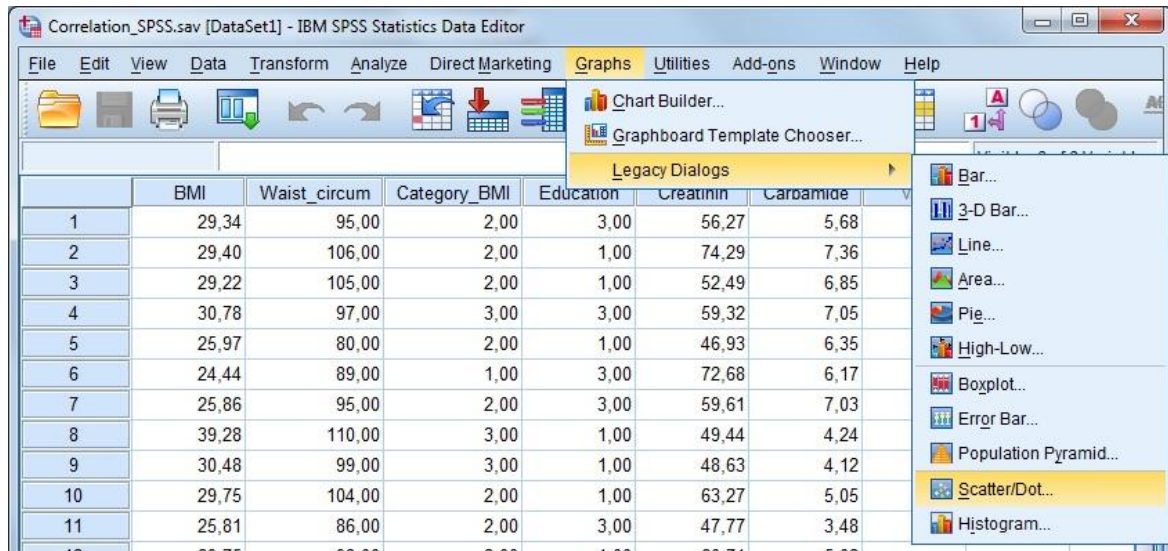 Correlation_SPSS.sav [DataSet1] - IBM SPSS Statistics Data Editor
File Edit View Data Transform Analyze Direct Marketing Graphs Utilities Add-ons Window Help
Chart Builder...
Graphboard Template Chooser...
Legacy Dialogs
Bar...
3-D Bar...
Line...
Area...
Pie...
High-Low...
Boxplot...
Error Bar...
Population Pyramid...
Scatter/Dot...
Histogram...
BMI Waist_circum Category_BMI Education Creatinin Carbamide
1 29,34 95,00 2,00 3,00 56,27 5,68
2 29,40 106,00 2,00 1,00 74,29 7,36
3 29,22 105,00 2,00 1,00 52,49 6,85
4 30,78 97,00 3,00 3,00 59,32 7,05
5 25,97 80,00 2,00 1,00 46,93 6,35
6 24,44 89,00 1,00 3,00 72,68 6,17
7 25,86 95,00 2,00 3,00 59,61 7,03
8 39,28 110,00 3,00 1,00 49,44 4,24
9 30,48 99,00 3,00 1,00 48,63 4,12
10 29,75 104,00 2,00 1,00 63,27 5,05
11 25,81 86,00 2,00 3,00 47,77 3,48